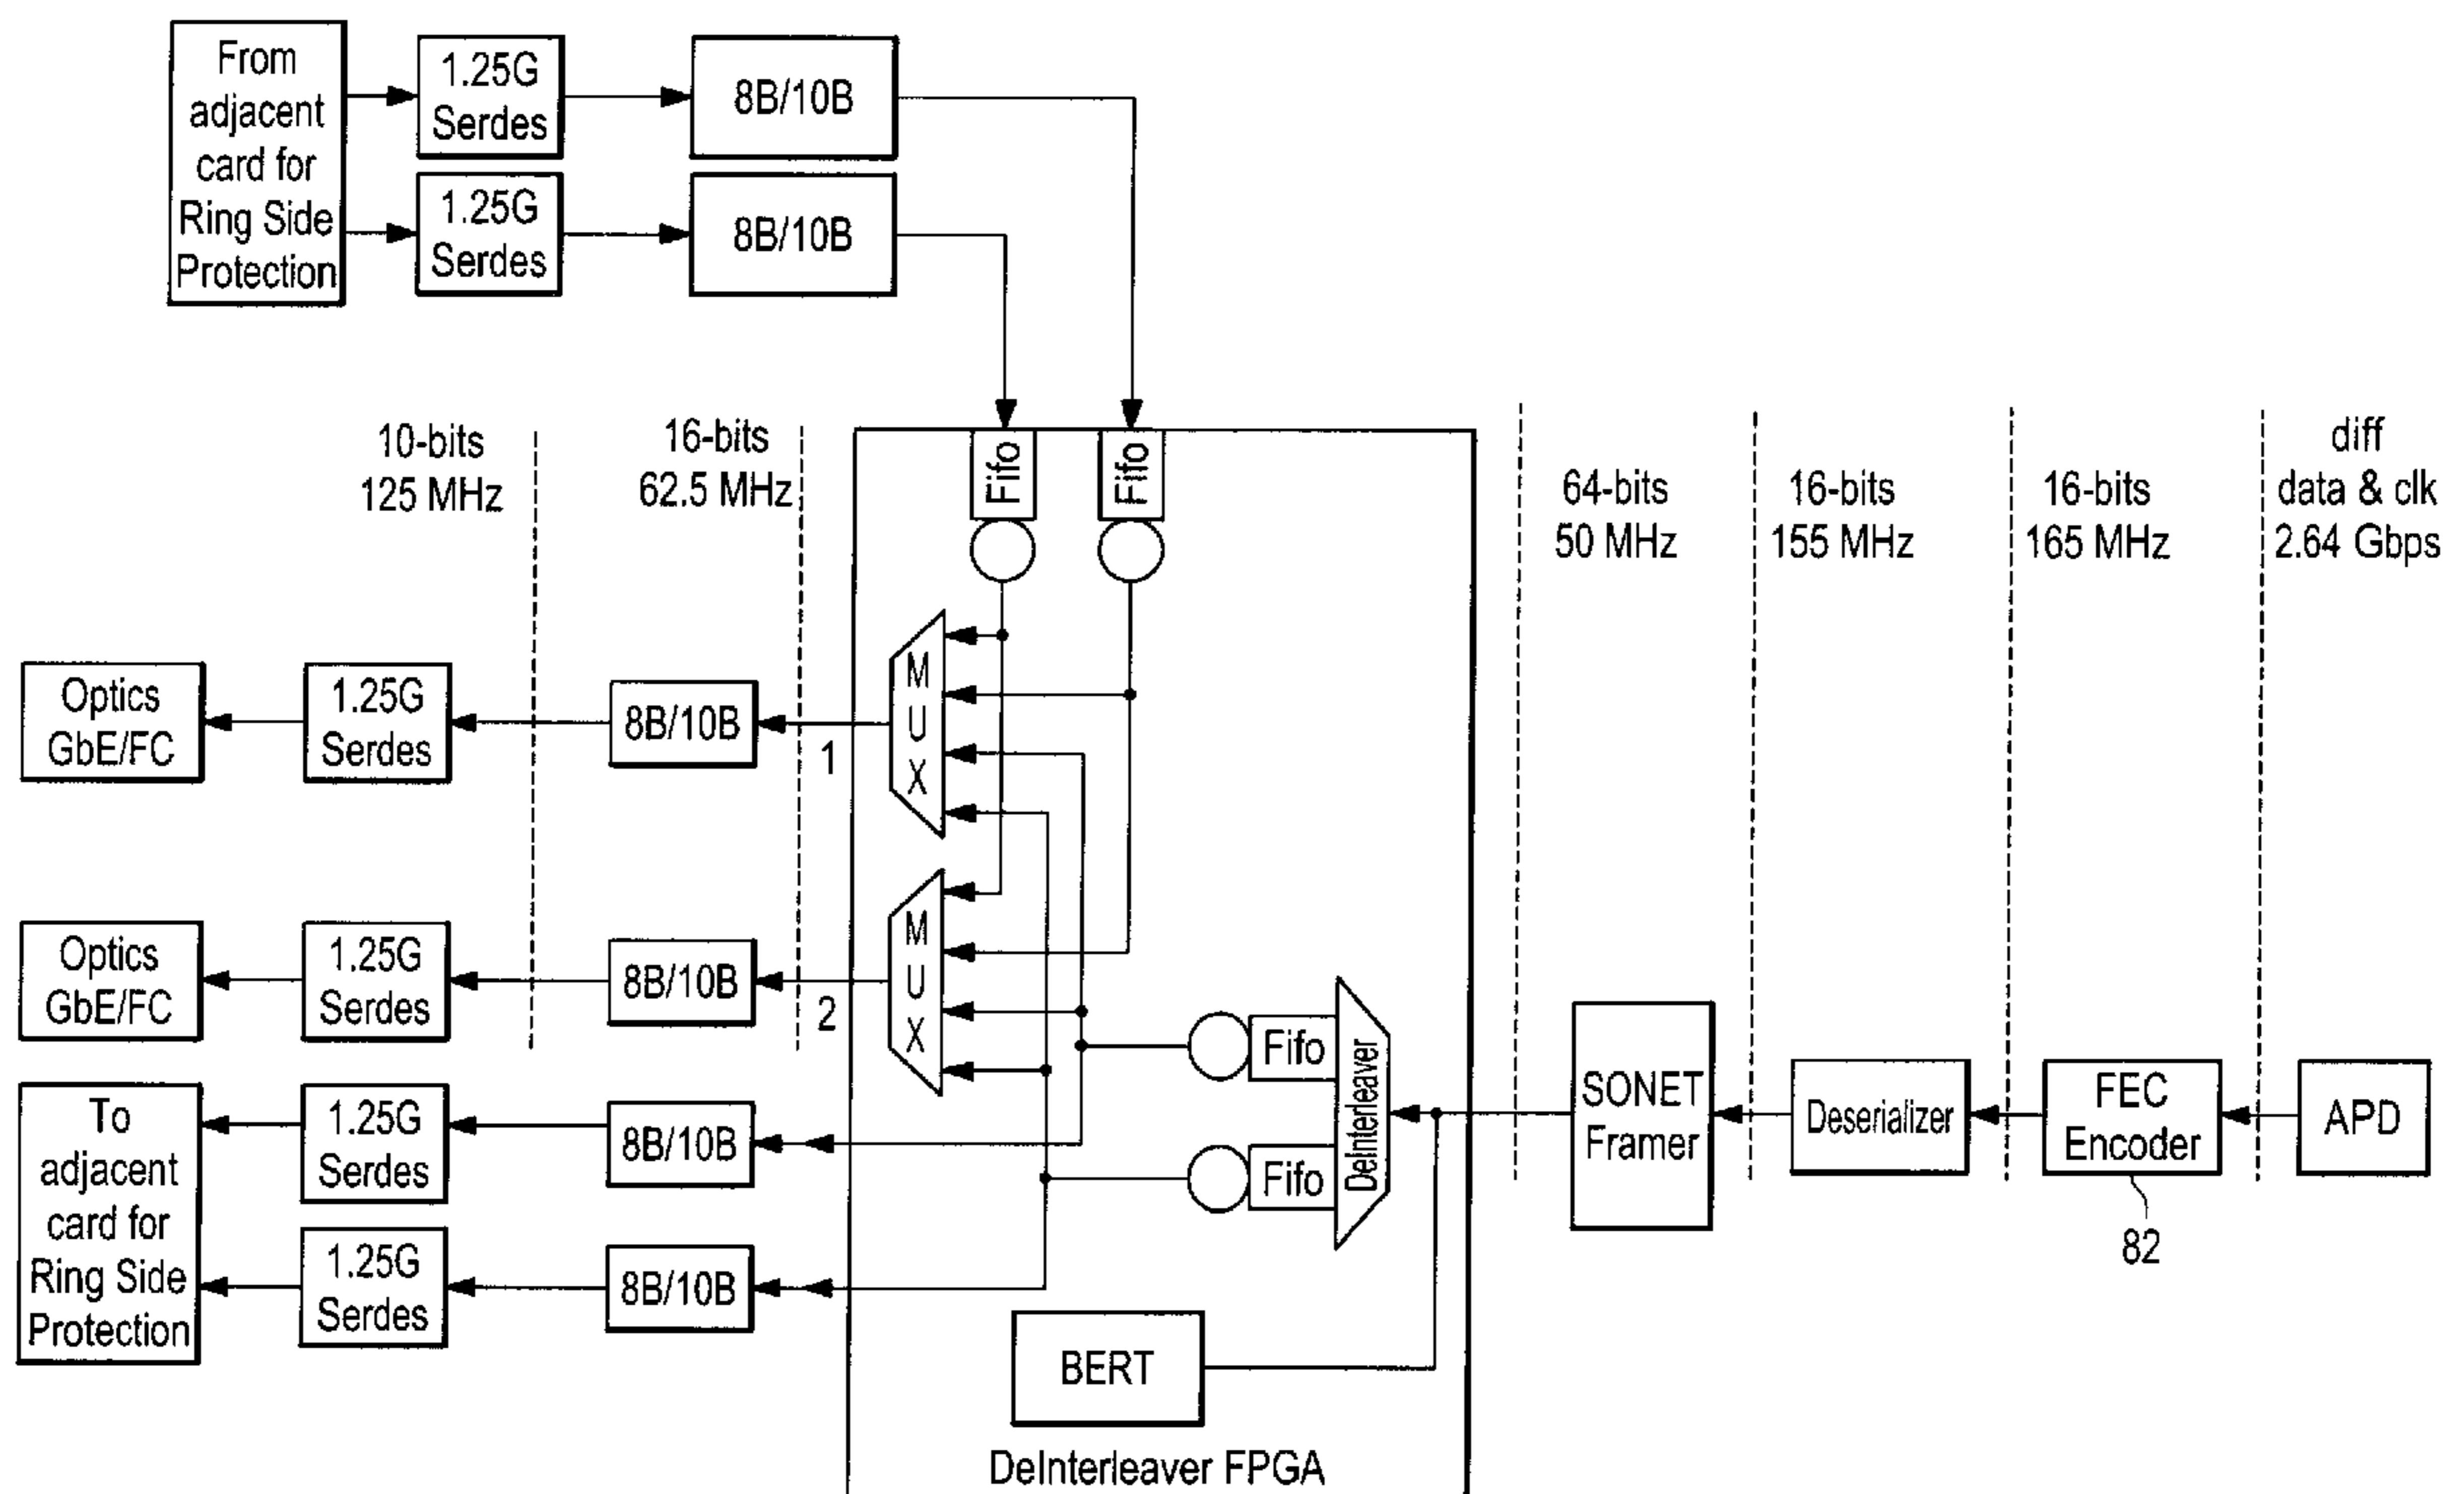 From
adjacent
card for
Ring Side
Protection
1.25G
Serdes
8B/10B
1.25G
Serdes
8B/10B
10-bits
125 MHz
16-bits
62.5 MHz
Fifo
Fifo
64-bits
50 MHz
16-bits
155 MHz
16-bits
165 MHz
diff
data & clk
2.64 Gbps
Optics
GbE/FC
1.25G
Serdes
8B/10B
1
M
U
X
Optics
GbE/FC
1.25G
Serdes
8B/10B
2
M
U
X
Fifo
Fifo
DeInterleaver
SONET
Framer
Deserializer
FEC
Encoder
82
APD
To
adjacent
card for
Ring Side
Protection
1.25G
Serdes
8B/10B
1.25G
Serdes
8B/10B
BERT
DeInterleaver FPGA